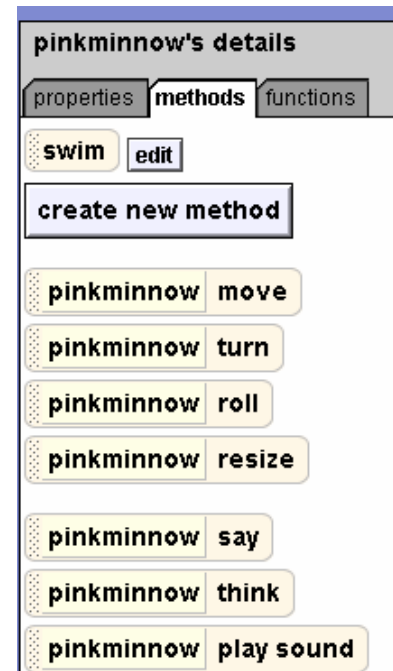 pinkminnow's details
properties methods functions
swim edit
create new method
pinkminnow move
pinkminnow turn
pinkminnow roll
pinkminnow resize
pinkminnow say
pinkminnow think
pinkminnow play sound